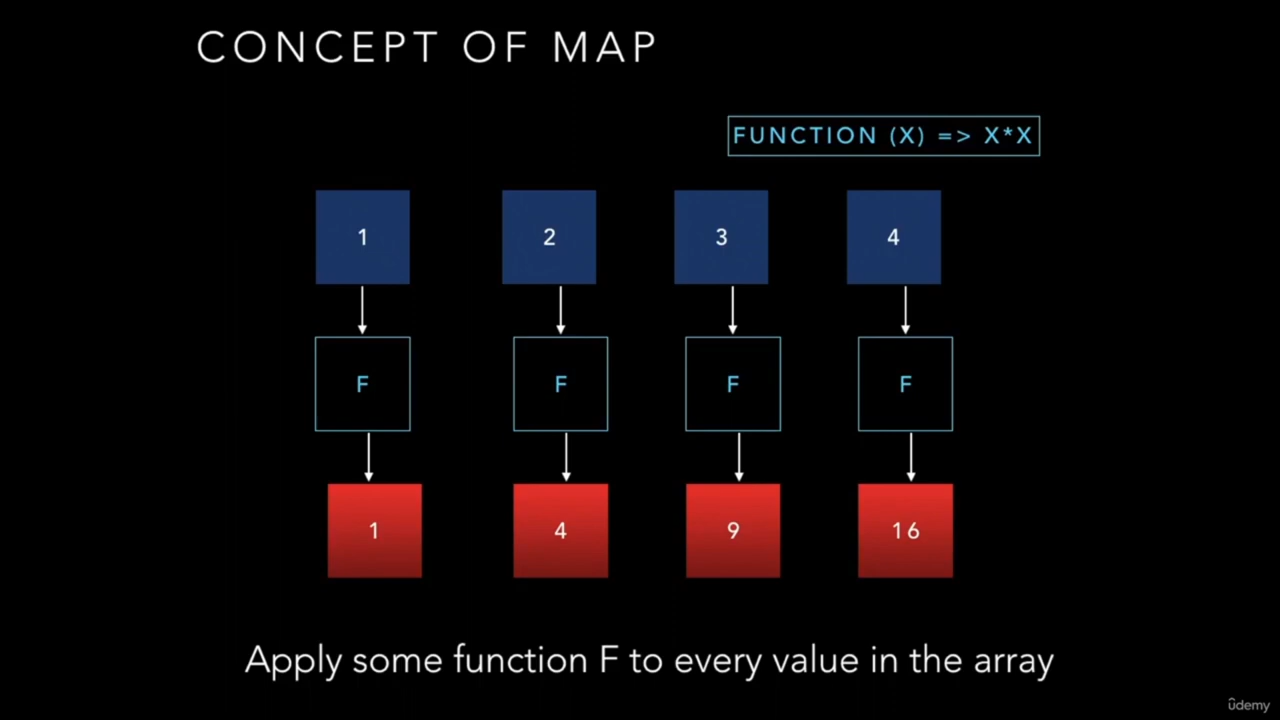 CONCEPT OF MAP
FUNCTION (X) => X*X
1 2 3 4
F F F F
1 4 9 16
Apply some function F to every value in the array
ûdemy